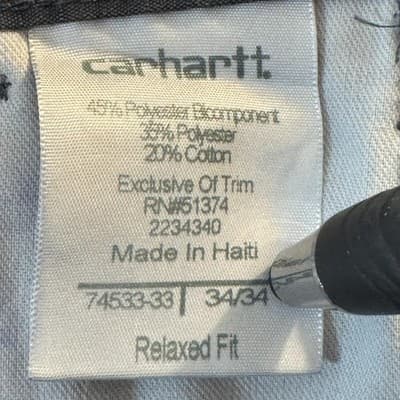 carhartt.
45% Polyester Bicomponent
35% Polyester
20% Cotton
Exclusive Of Trim
RN#51374
2234340
Made In Haiti
74533-33 34/34
Relaxed Fit